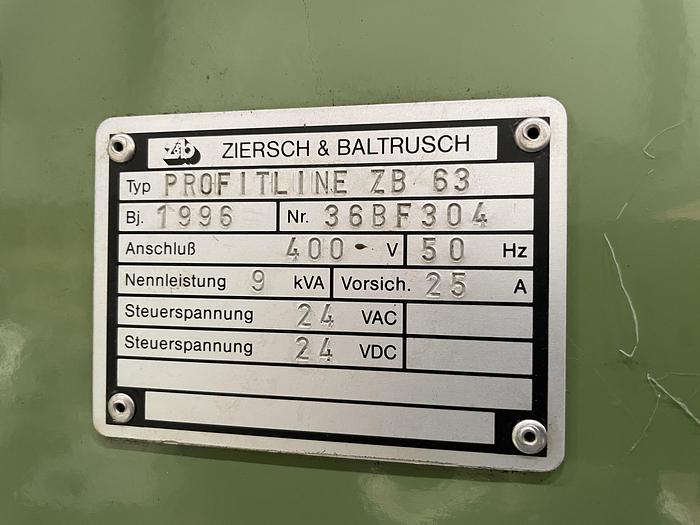 zb ZIERSCH & BALTRUSCH
Typ PROFITLINE ZB 63
Bj. 1996 Nr. 36BF304
Anschluß 400 V 50 Hz
Nennleistung 9 kVA Vorsich. 25 A
Steuerspannung 24 VAC
Steuerspannung 24 VDC